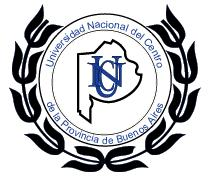 Universidad Nacional del Centro
UNC
de la Provincia de Buenos Aires